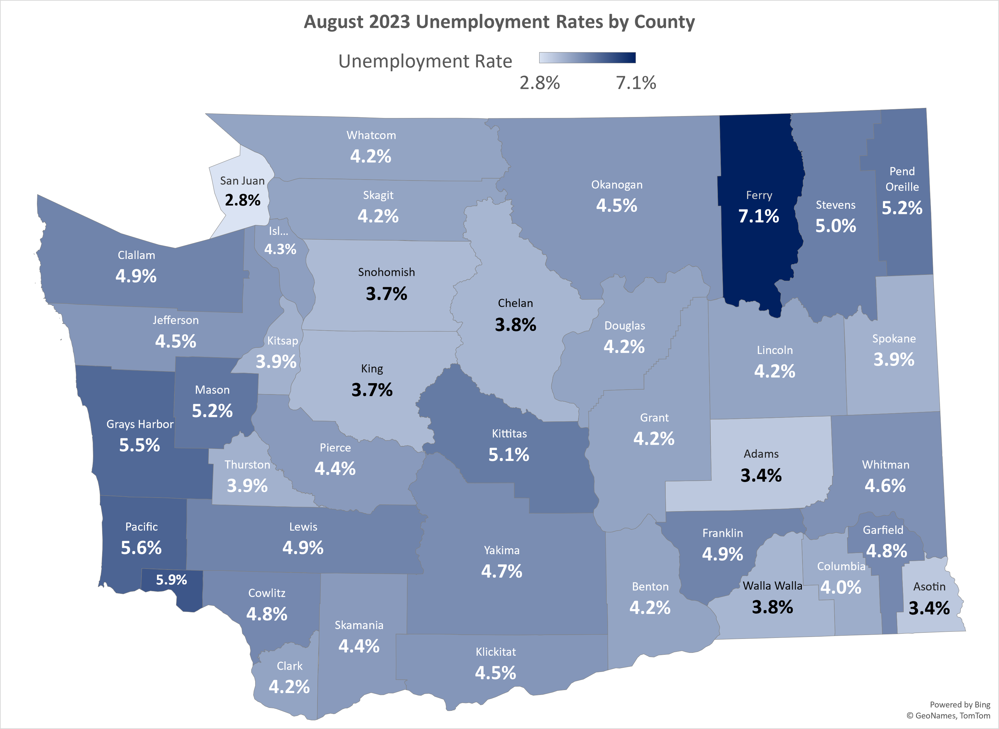 August 2023 Unemployment Rates by County
Unemployment Rate
2.8% 7.1%
Whatcom
4.2%
San Juan
2.8%
Skagit
4.2%
Okanogan
4.5%
Ferry
7.1%
Stevens
5.0%
Pend
Oreille
5.2%
Isl...
4.3%
Clallam
4.9%
Snohomish
3.7%
Chelan
3.8%
Jefferson
4.5%
Kitsap
3.9%
Douglas
4.2%
Lincoln
4.2%
Spokane
3.9%
King
3.7%
Mason
5.2%
Grays Harbor
5.5%
Grant
4.2%
Kittitas
5.1%
Pierce
4.4%
Thurston
3.9%
Adams
3.4%
Whitman
4.6%
Pacific
5.6%
Lewis
4.9%
Yakima
4.7%
Franklin
4.9%
Garfield
4.8%
Columbia
4.0%
5.9%
Cowlitz
4.8%
Benton
4.2%
Walla Walla
3.8%
Asotin
3.4%
Skamania
4.4%
Klickitat
4.5%
Clark
4.2%
Powered by Bing
© GeoNames, TomTom